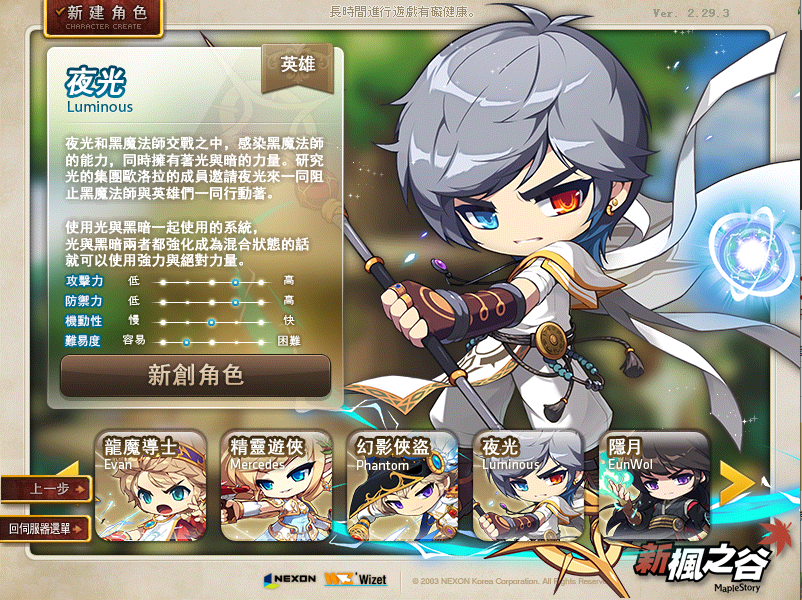 新建角色
CHARACTER CREATE
長時間進行遊戲有礙健康。
Ver. 2.29.3
英雄
夜光
Luminous
夜光和黑魔法師交戰之中，感染黑魔法師
的能力，同時擁有著光與暗的力量。研究
光的集團歐洛拉的成員邀請夜光來一同阻
止黑魔法師與英雄們一同行動著。
使用光與黑暗一起使用的系統，
光與黑暗兩者都強化成為混合狀態的話
就可以使用強力與絕對力量。
攻擊力 低 高
防禦力 低 高
機動性 慢 快
難易度 容易 困難
新創角色
龍魔導士
Evan
精靈遊俠
Mercedes
幻影俠盜
Phantom
夜光
Luminous
隱月
EunWol
上一步
回伺服器選單
新楓之谷
MapleStory
NEXON
Wizet
© 2003 NEXON Korea Corporation. All Rights Reserved